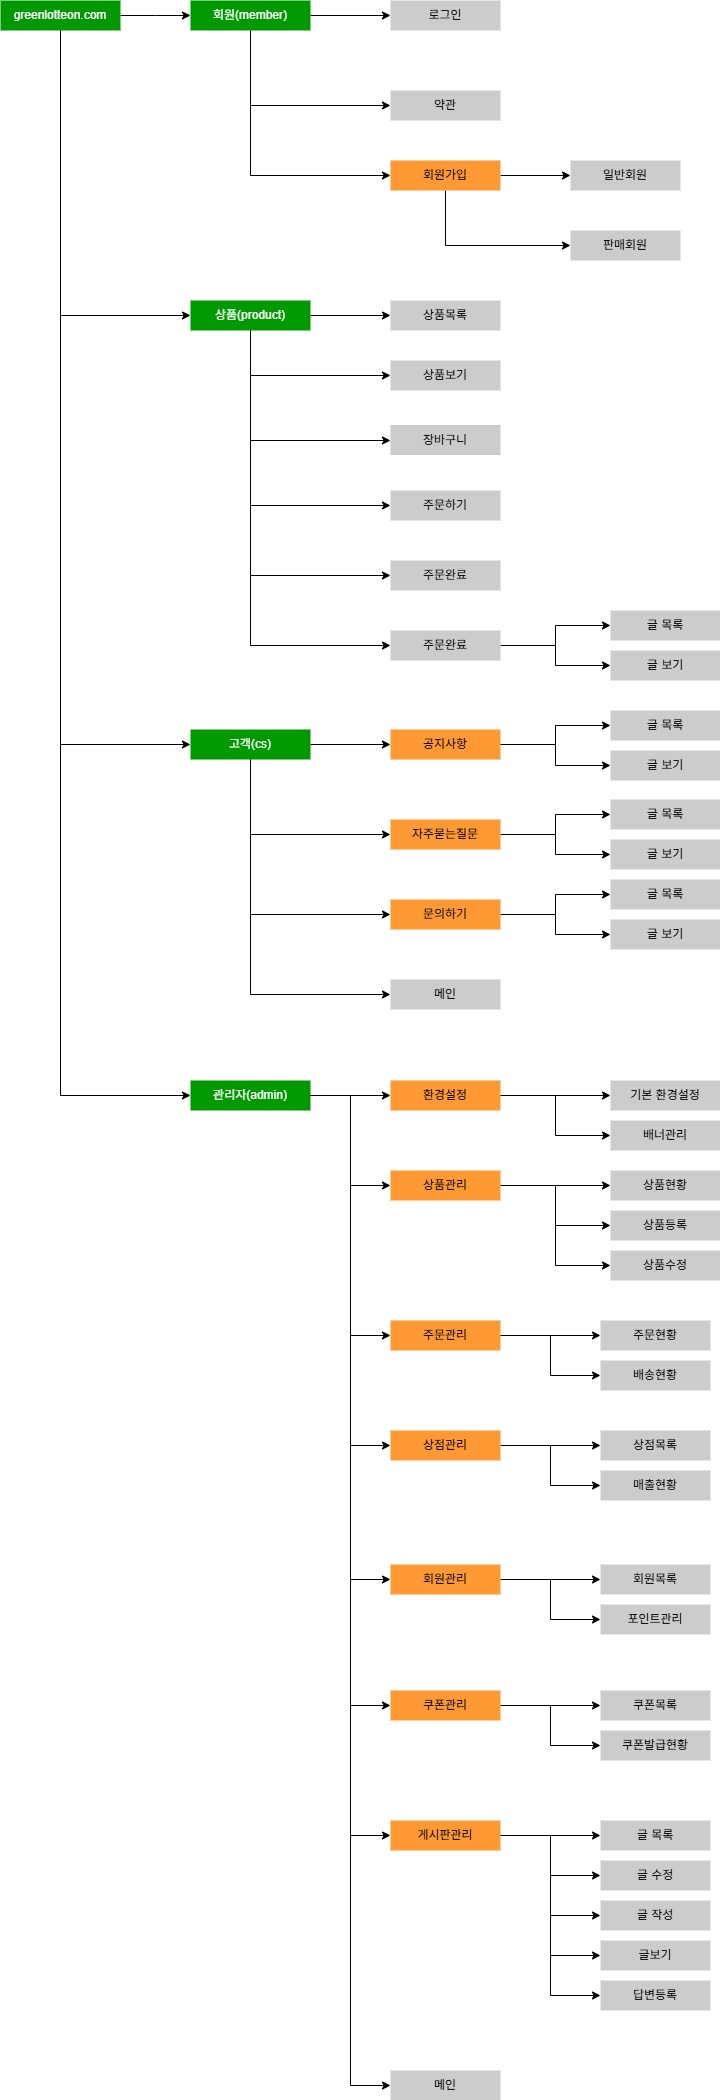 greenlotteon.com
회원(member)
로그인
약관
회원가입
일반회원
판매회원
상품(product)
상품목록
상품보기
장바구니
주문하기
주문완료
주문완료
글 목록
글 보기
고객(cs)
공지사항
글 목록
글 보기
자주묻는질문
글 목록
글 보기
문의하기
글 목록
글 보기
메인
관리자(admin)
환경설정
기본 환경설정
배너관리
상품관리
상품현황
상품등록
상품수정
주문관리
주문현황
배송현황
상점관리
상점목록
매출현황
회원관리
회원목록
포인트관리
쿠폰관리
쿠폰목록
쿠폰발급현황
게시판관리
글 목록
글 수정
글 작성
글보기
답변등록
메인